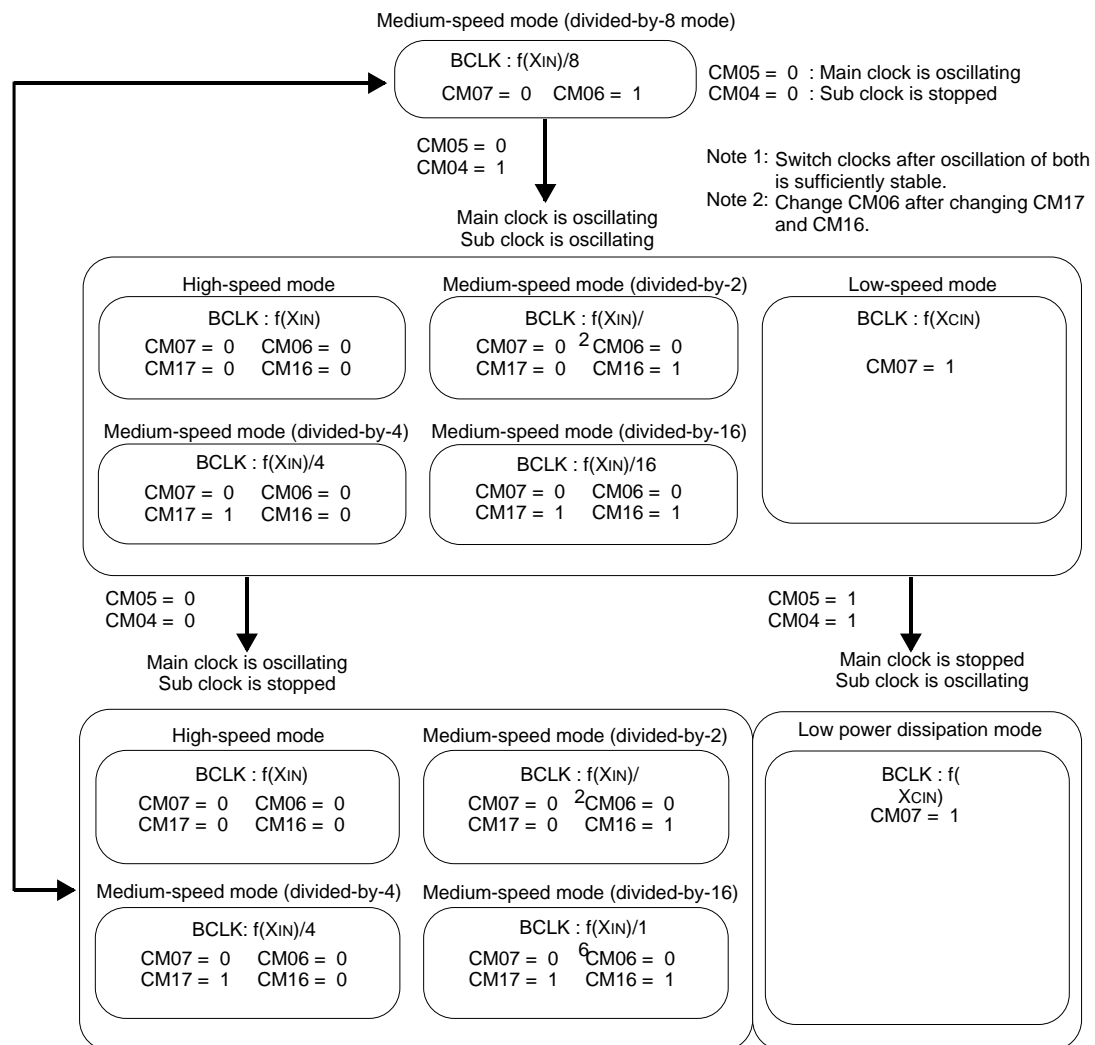 Medium-speed mode (divided-by-8 mode)
BCLK : f(XIN)/8
CM07 = 0 CM06 = 1
CM05 = 0 : Main clock is oscillating
CM04 = 0 : Sub clock is stopped
CM05 = 0
CM04 = 1
Note 1: Switch clocks after oscillation of both
is sufficiently stable.
Note 2: Change CM06 after changing CM17
and CM16.
Main clock is oscillating
Sub clock is oscillating
High-speed mode
BCLK : f(XIN)
CM07 = 0 CM06 = 0
CM17 = 0 CM16 = 0
Medium-speed mode (divided-by-2)
BCLK : f(XIN)/
2
CM07 = 0 CM06 = 0
CM17 = 0 CM16 = 1
Low-speed mode
BCLK : f(XCIN)
CM07 = 1
Medium-speed mode (divided-by-4)
BCLK : f(XIN)/4
CM07 = 0 CM06 = 0
CM17 = 1 CM16 = 0
Medium-speed mode (divided-by-16)
BCLK : f(XIN)/16
CM07 = 0 CM06 = 0
CM17 = 1 CM16 = 1
CM05 = 0
CM04 = 0
Main clock is oscillating
Sub clock is stopped
CM05 = 1
CM04 = 1
Main clock is stopped
Sub clock is oscillating
High-speed mode
BCLK : f(XIN)
CM07 = 0 CM06 = 0
CM17 = 0 CM16 = 0
Medium-speed mode (divided-by-2)
BCLK : f(XIN)/
2
CM07 = 0 CM06 = 0
CM17 = 0 CM16 = 1
Low power dissipation mode
BCLK : f(
XCIN)
CM07 = 1
Medium-speed mode (divided-by-4)
BCLK: f(XIN)/4
CM07 = 0 CM06 = 0
CM17 = 1 CM16 = 0
Medium-speed mode (divided-by-16)
BCLK : f(XIN)/1
6
CM07 = 0 CM06 = 0
CM17 = 1 CM16 = 1